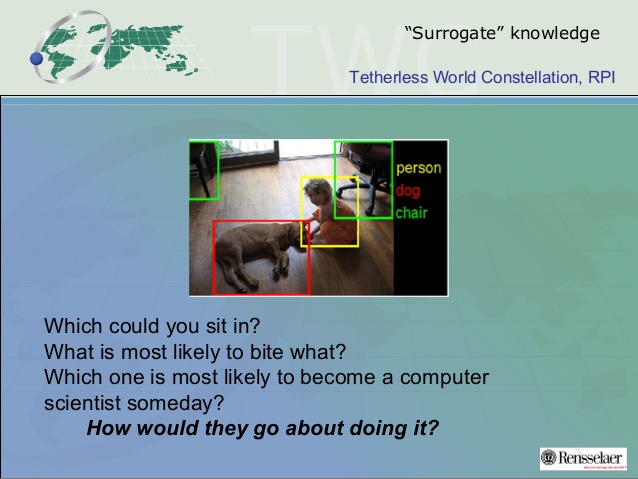 “Surrogate” knowledge
TWC
Tetherless World Constellation, RPI
person
dog
chair
Which could you sit in?
What is most likely to bite what?
Which one is most likely to become a computer
scientist someday?
How would they go about doing it?
Rensselaer